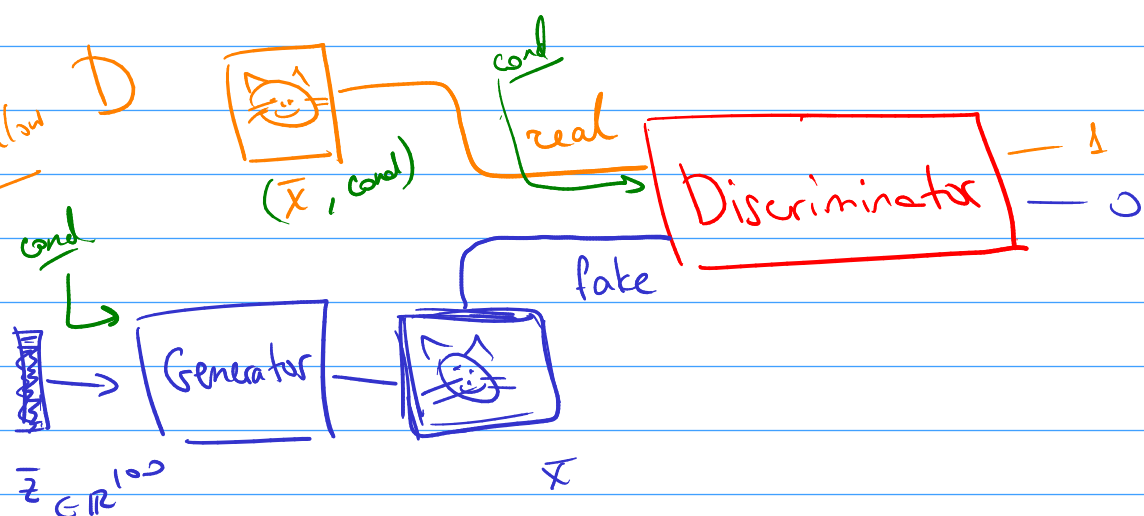 D
cond
real
1
(x̄, cond)
Discriminator
0
cond
fake
Generator
z̄ ∈ ℝ¹⁰⁰
x̄